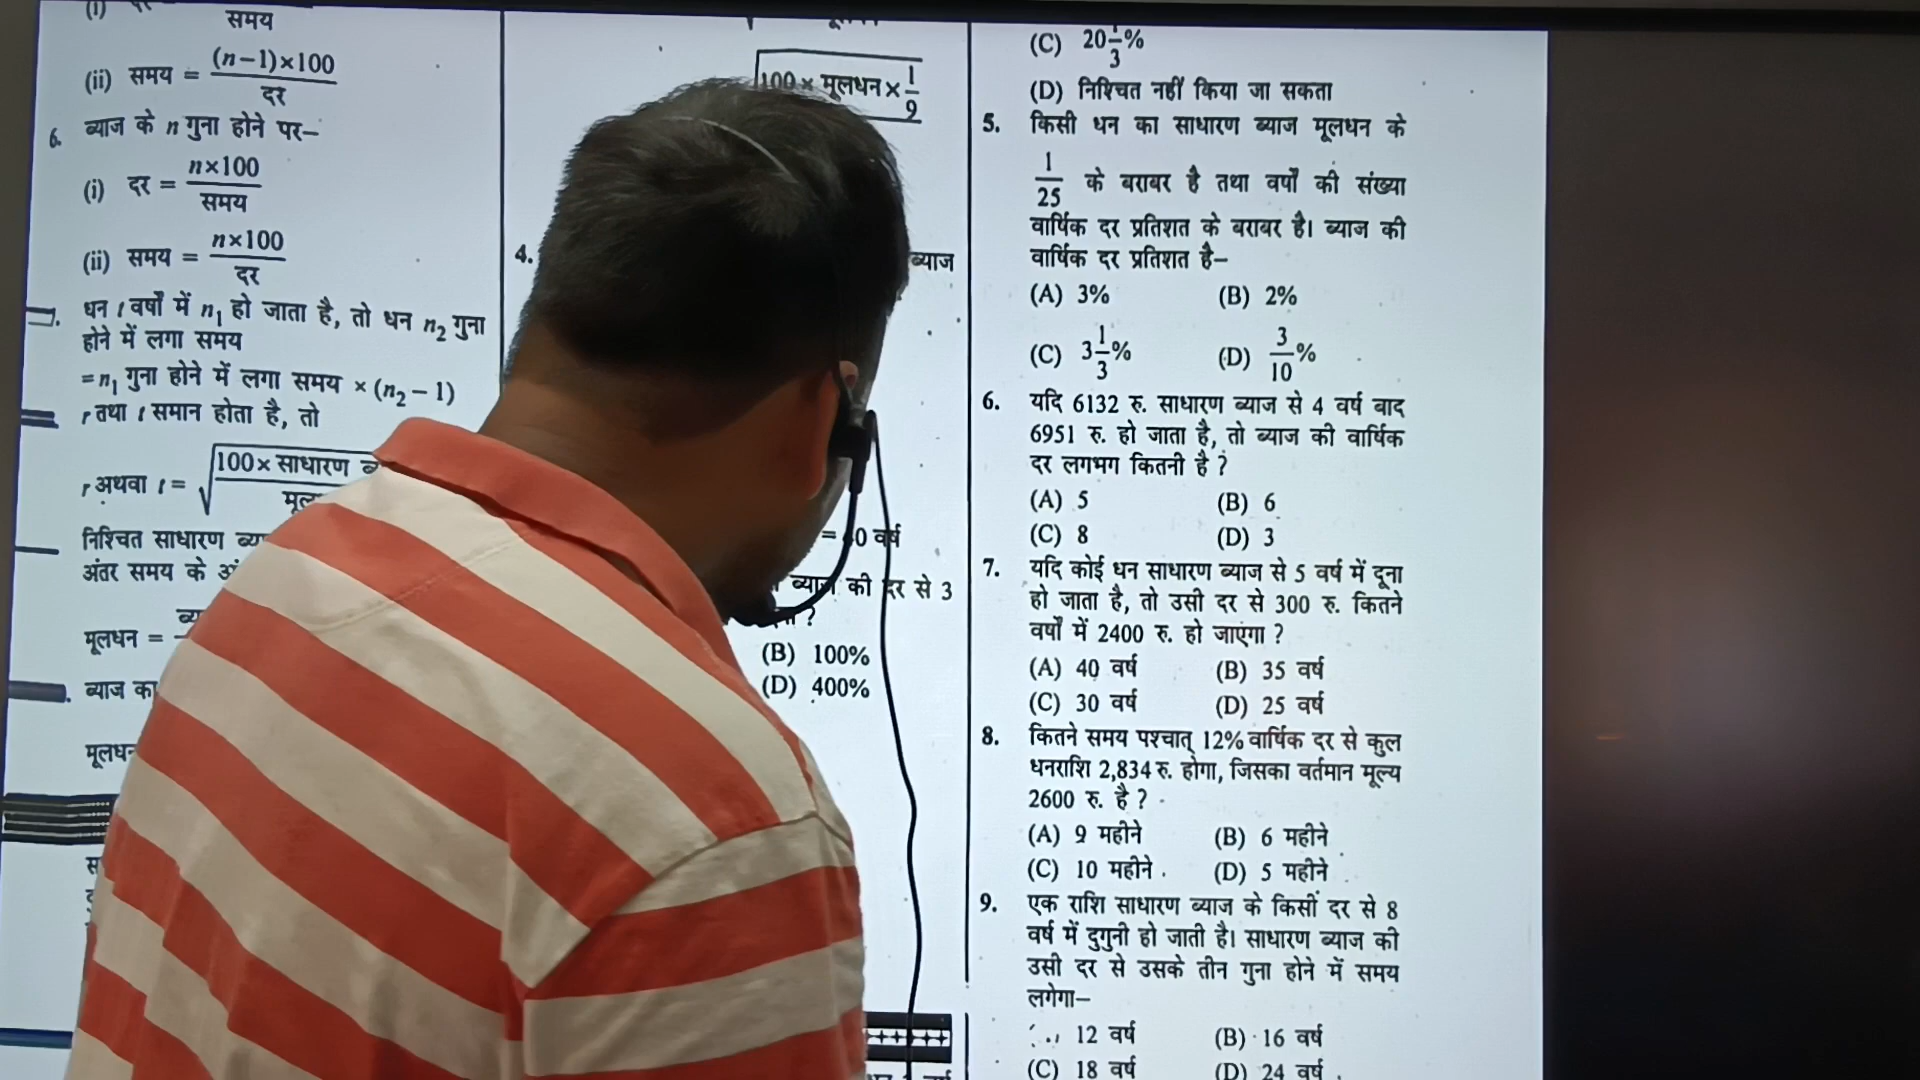 (i)
समय
(ii) समय = (n−1)×100 / दर
6. ब्याज के n गुना होने पर–
(i) दर = n×100 / समय
(ii) समय = n×100 / दर
धन t वर्षों में n₁ हो जाता है, तो धन n₂ गुना
होने में लगा समय
= n₁ गुना होने में लगा समय × (n₂ − 1)
r तथा t समान होता है, तो
r अथवा t = √100× साधारण
निश्चित साधारण
अंतर समय के
मूलधन =
ब्याज का
मूलधन
100 × मूलधन × 1/9
4.
ब्याज
= 40 वर्ष
ब्याज की दर से 3
?
(B) 100%
(D) 400%
(C) 20 1/3 %
(D) निश्चित नहीं किया जा सकता
5. किसी धन का साधारण ब्याज मूलधन के
1/25 के बराबर है तथा वर्षों की संख्या
वार्षिक दर प्रतिशत के बराबर है। ब्याज की
वार्षिक दर प्रतिशत है–
(A) 3% (B) 2%
(C) 3 1/3 % (D) 3/10 %
6. यदि 6132 रु. साधारण ब्याज से 4 वर्ष बाद
6951 रु. हो जाता है, तो ब्याज की वार्षिक
दर लगभग कितनी है ?
(A) 5 (B) 6
(C) 8 (D) 3
7. यदि कोई धन साधारण ब्याज से 5 वर्ष में दूना
हो जाता है, तो उसी दर से 300 रु. कितने
वर्षों में 2400 रु. हो जाएगा ?
(A) 40 वर्ष (B) 35 वर्ष
(C) 30 वर्ष (D) 25 वर्ष
8. कितने समय पश्चात् 12% वार्षिक दर से कुल
धनराशि 2,834 रु. होगा, जिसका वर्तमान मूल्य
2600 रु. है ?
(A) 9 महीने (B) 6 महीने
(C) 10 महीने (D) 5 महीने
9. एक राशि साधारण ब्याज के किसी दर से 8
वर्ष में दुगुनी हो जाती है। साधारण ब्याज की
उसी दर से उसके तीन गुना होने में समय
लगेगा–
12 वर्ष (B) 16 वर्ष
(C) 18 वर्ष (D) 24 वर्ष